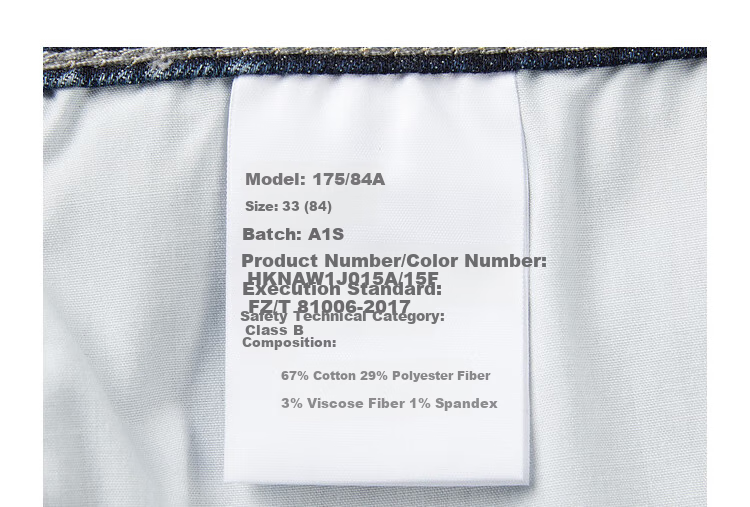 Model: 175/84A
Size: 33 (84)
Batch: A1S
Product Number/Color Number:
HKNAW1J015A/15F
Execution Standard:
FZ/T 81006-2017
Safety Technical Category:
Class B
Composition:
67% Cotton 29% Polyester Fiber
3% Viscose Fiber 1% Spandex